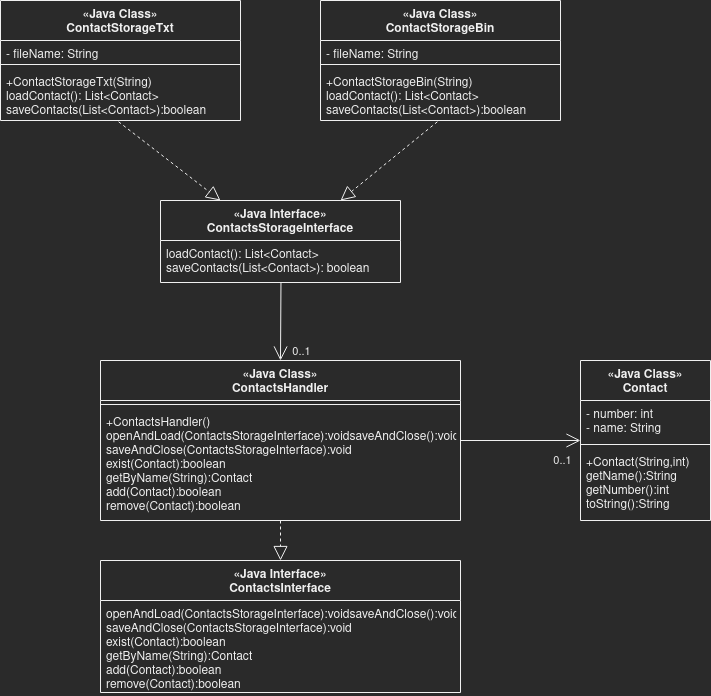 «Java Class»
ContactStorageTxt
- fileName: String
+ContactStorageTxt(String)
loadContact(): List<Contact>
saveContacts(List<Contact>):boolean
«Java Class»
ContactStorageBin
- fileName: String
+ContactStorageBin(String)
loadContact(): List<Contact>
saveContacts(List<Contact>):boolean
«Java Interface»
ContactsStorageInterface
loadContact(): List<Contact>
saveContacts(List<Contact>): boolean
0..1
«Java Class»
ContactsHandler
+ContactsHandler()
openAndLoad(ContactsStorageInterface):voidsaveAndClose():void
saveAndClose(ContactsStorageInterface):void
exist(Contact):boolean
getByName(String):Contact
add(Contact):boolean
remove(Contact):boolean
0..1
«Java Class»
Contact
- number: int
- name: String
+Contact(String,int)
getName():String
getNumber():int
toString():String
«Java Interface»
ContactsInterface
openAndLoad(ContactsStorageInterface):voidsaveAndClose():void
saveAndClose(ContactsStorageInterface):void
exist(Contact):boolean
getByName(String):Contact
add(Contact):boolean
remove(Contact):boolean